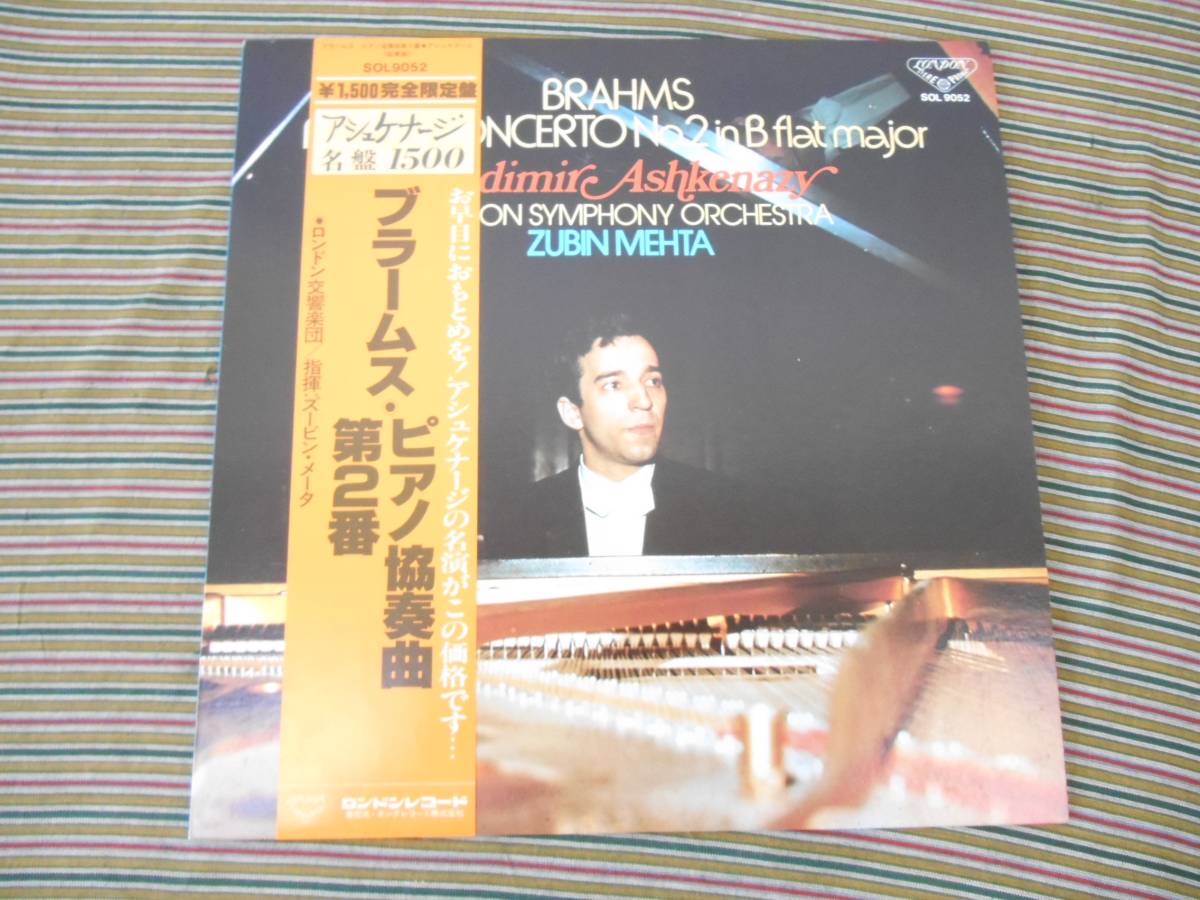 SOL9052
¥1,500完全限定盤
アシュケナージ
名盤 1500
お早目におもとめを!アシュケナージの名演がこの価格です…
ブラームス・ピアノ協奏曲
第2番
・ロンドン交響楽団/指揮:ズービン・メータ
ロンドンレコード
LONDON
SOL 9052
BRAHMS
ONCERTO No.2 in B flat major
dimir Ashkenazy
ON SYMPHONY ORCHESTRA
ZUBIN MEHTA